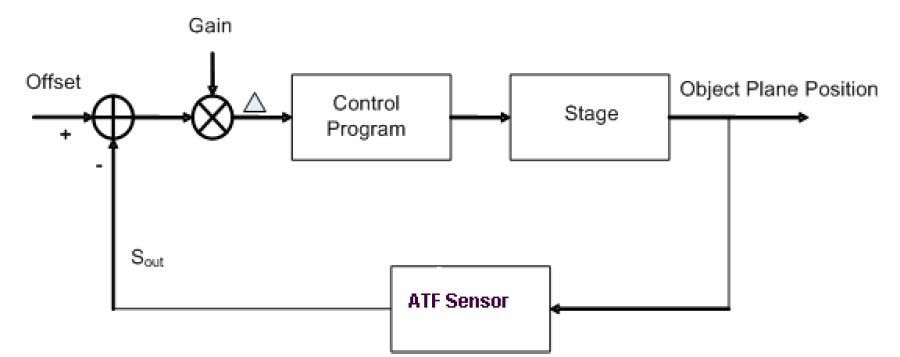 Gain
Offset
+
-
△
Control
Program
Stage
Object Plane Position
Sout
ATF Sensor